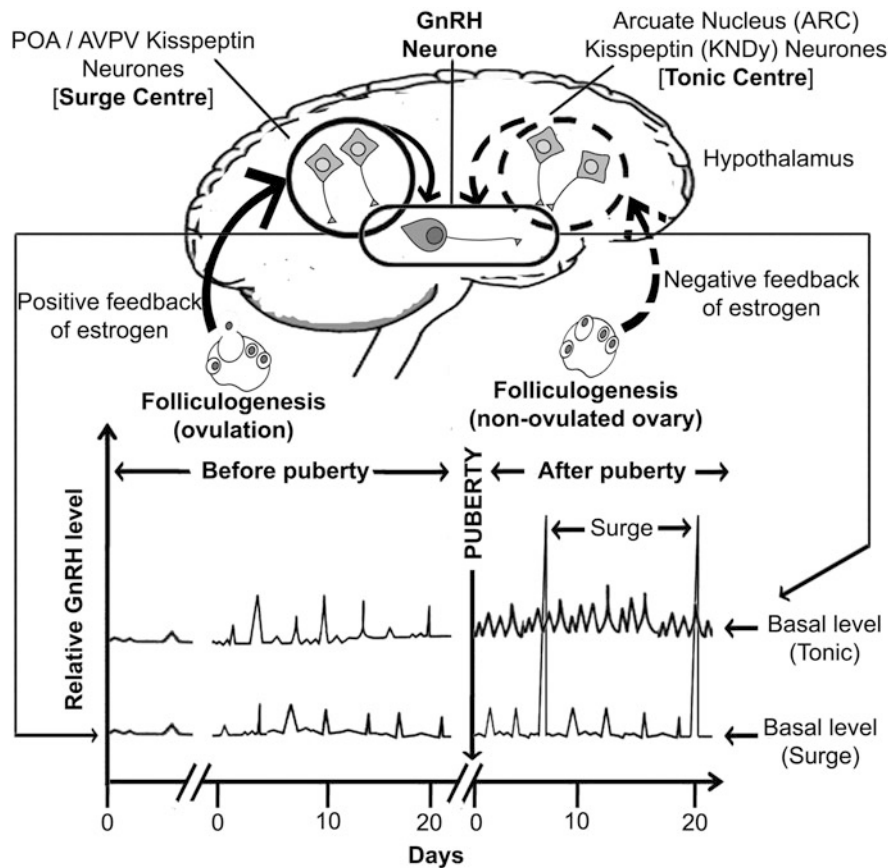 POA / AVPV Kisspeptin
Neurones
[Surge Centre]
GnRH
Neurone
Arcuate Nucleus (ARC)
Kisspeptin (KNDy) Neurones
[Tonic Centre]
Hypothalamus
Positive feedback
of estrogen
Negative feedback
of estrogen
Folliculogenesis
(ovulation)
Folliculogenesis
(non-ovulated ovary)
Before puberty
PUBERTY
After puberty
Surge
Relative GnRH level
Basal level
(Tonic)
Basal level
(Surge)
0 0 10 20 0 10 20
Days